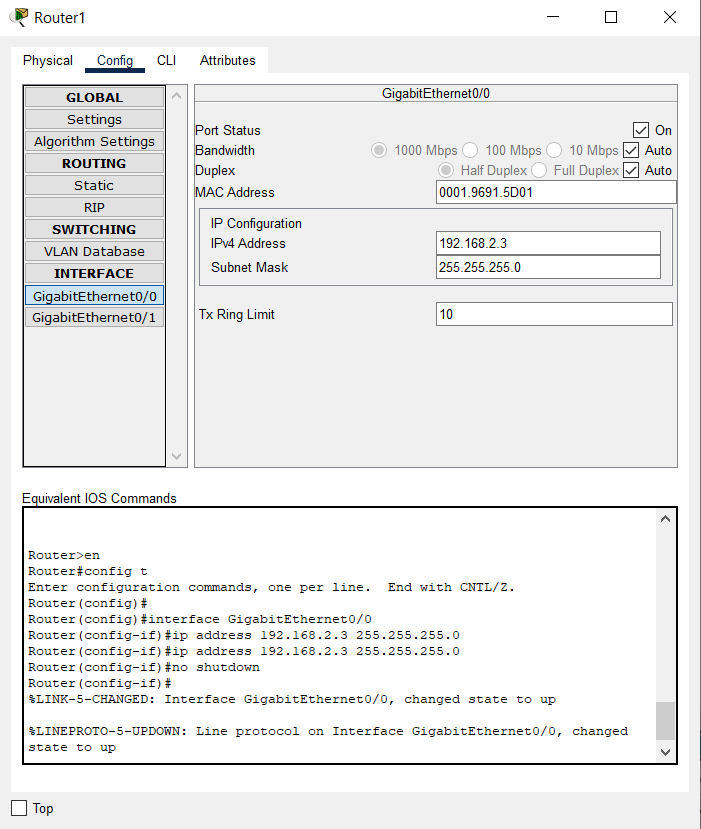 Router1
Physical Config CLI Attributes
GLOBAL
Settings
Algorithm Settings
ROUTING
Static
RIP
SWITCHING
VLAN Database
INTERFACE
GigabitEthernet0/0
GigabitEthernet0/1
GigabitEthernet0/0
Port Status On
Bandwidth 1000 Mbps 100 Mbps 10 Mbps Auto
Duplex Half Duplex Full Duplex Auto
MAC Address 0001.9691.5D01
IP Configuration
IPv4 Address 192.168.2.3
Subnet Mask 255.255.255.0
Tx Ring Limit 10
Equivalent IOS Commands
Router>en
Router#config t
Enter configuration commands, one per line. End with CNTL/Z.
Router(config)#
Router(config)#interface GigabitEthernet0/0
Router(config-if)#ip address 192.168.2.3 255.255.255.0
Router(config-if)#ip address 192.168.2.3 255.255.255.0
Router(config-if)#no shutdown
Router(config-if)#
%LINK-5-CHANGED: Interface GigabitEthernet0/0, changed state to up
%LINEPROTO-5-UPDOWN: Line protocol on Interface GigabitEthernet0/0, changed
state to up
Top